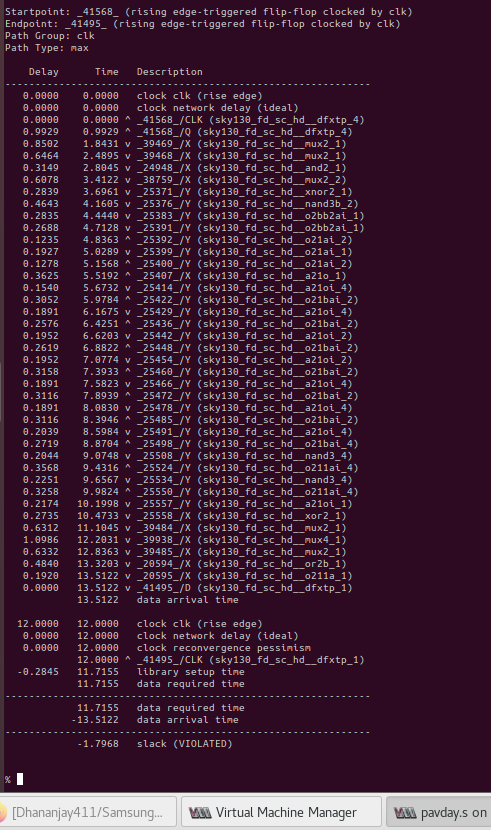 Startpoint: _41568_ (rising edge-triggered flip-flop clocked by clk)
Endpoint: _41495_ (rising edge-triggered flip-flop clocked by clk)
Path Group: clk
Path Type: max
Delay Time Description
---------------------------------------------------------------
0.0000 0.0000 clock clk (rise edge)
0.0000 0.0000 clock network delay (ideal)
0.0000 0.0000 ^ _41568_/CLK (sky130_fd_sc_hd__dfxtp_4)
0.9929 0.9929 ^ _41568_/Q (sky130_fd_sc_hd__dfxtp_4)
0.8502 1.8431 v _39469_/X (sky130_fd_sc_hd__mux2_1)
0.6464 2.4895 v _39468_/X (sky130_fd_sc_hd__mux2_1)
0.3149 2.8045 v _24948_/X (sky130_fd_sc_hd__and2_1)
0.6078 3.4122 v _38759_/X (sky130_fd_sc_hd__mux2_2)
0.2839 3.6961 v _25371_/Y (sky130_fd_sc_hd__xnor2_1)
0.4643 4.1605 v _25376_/Y (sky130_fd_sc_hd__nand3b_2)
0.2835 4.4440 v _25383_/Y (sky130_fd_sc_hd__o2bb2ai_1)
0.2688 4.7128 v _25391_/Y (sky130_fd_sc_hd__o2bb2ai_1)
0.1235 4.8363 ^ _25392_/Y (sky130_fd_sc_hd__o21ai_2)
0.1927 5.0289 v _25399_/Y (sky130_fd_sc_hd__o21ai_1)
0.1278 5.1568 ^ _25400_/Y (sky130_fd_sc_hd__o21ai_2)
0.3625 5.5192 ^ _25407_/X (sky130_fd_sc_hd__a21o_1)
0.1540 5.6732 v _25414_/Y (sky130_fd_sc_hd__a21oi_4)
0.3052 5.9784 ^ _25422_/Y (sky130_fd_sc_hd__o21bai_2)
0.1891 6.1675 v _25429_/Y (sky130_fd_sc_hd__a21oi_4)
0.2576 6.4251 ^ _25436_/Y (sky130_fd_sc_hd__o21bai_2)
0.1952 6.6203 v _25442_/Y (sky130_fd_sc_hd__o21ai_2)
0.2619 6.8822 ^ _25448_/Y (sky130_fd_sc_hd__o21bai_2)
0.1952 7.0774 v _25454_/Y (sky130_fd_sc_hd__o21ai_2)
0.3158 7.3933 ^ _25460_/Y (sky130_fd_sc_hd__o21bai_2)
0.1891 7.5823 v _25466_/Y (sky130_fd_sc_hd__a21oi_4)
0.3116 7.8939 ^ _25472_/Y (sky130_fd_sc_hd__o21bai_2)
0.1891 8.0830 v _25478_/Y (sky130_fd_sc_hd__a21oi_4)
0.3116 8.3946 ^ _25485_/Y (sky130_fd_sc_hd__o21bai_2)
0.2039 8.5984 v _25491_/Y (sky130_fd_sc_hd__a21oi_4)
0.2719 8.8704 ^ _25498_/Y (sky130_fd_sc_hd__o21bai_4)
0.2044 9.0748 v _25508_/Y (sky130_fd_sc_hd__nand3_4)
0.3568 9.4316 ^ _25524_/Y (sky130_fd_sc_hd__o211ai_4)
0.2251 9.6567 v _25534_/Y (sky130_fd_sc_hd__nand3_4)
0.3258 9.9824 ^ _25550_/Y (sky130_fd_sc_hd__o211ai_4)
0.2174 10.1998 v _25557_/Y (sky130_fd_sc_hd__a21oi_1)
0.2735 10.4733 v _25558_/X (sky130_fd_sc_hd__xor2_1)
0.6312 11.1045 v _39484_/X (sky130_fd_sc_hd__mux2_1)
1.0986 12.2031 v _39938_/X (sky130_fd_sc_hd__mux4_1)
0.6332 12.8363 v _39485_/X (sky130_fd_sc_hd__mux2_1)
0.4840 13.3203 v _20594_/X (sky130_fd_sc_hd__or2b_1)
0.1920 13.5122 v _20595_/X (sky130_fd_sc_hd__o211a_1)
0.0000 13.5122 v _41495_/D (sky130_fd_sc_hd__dfxtp_1)
13.5122 data arrival time
12.0000 12.0000 clock clk (rise edge)
0.0000 12.0000 clock network delay (ideal)
0.0000 12.0000 clock reconvergence pessimism
12.0000 ^ _41495_/CLK (sky130_fd_sc_hd__dfxtp_1)
-0.2845 11.7155 library setup time
11.7155 data required time
---------------------------------------------------------------
11.7155 data required time
-13.5122 data arrival time
---------------------------------------------------------------
-1.7968 slack (VIOLATED)
%
[Dhananjay411/Samsung... Virtual Machine Manager payday.s on